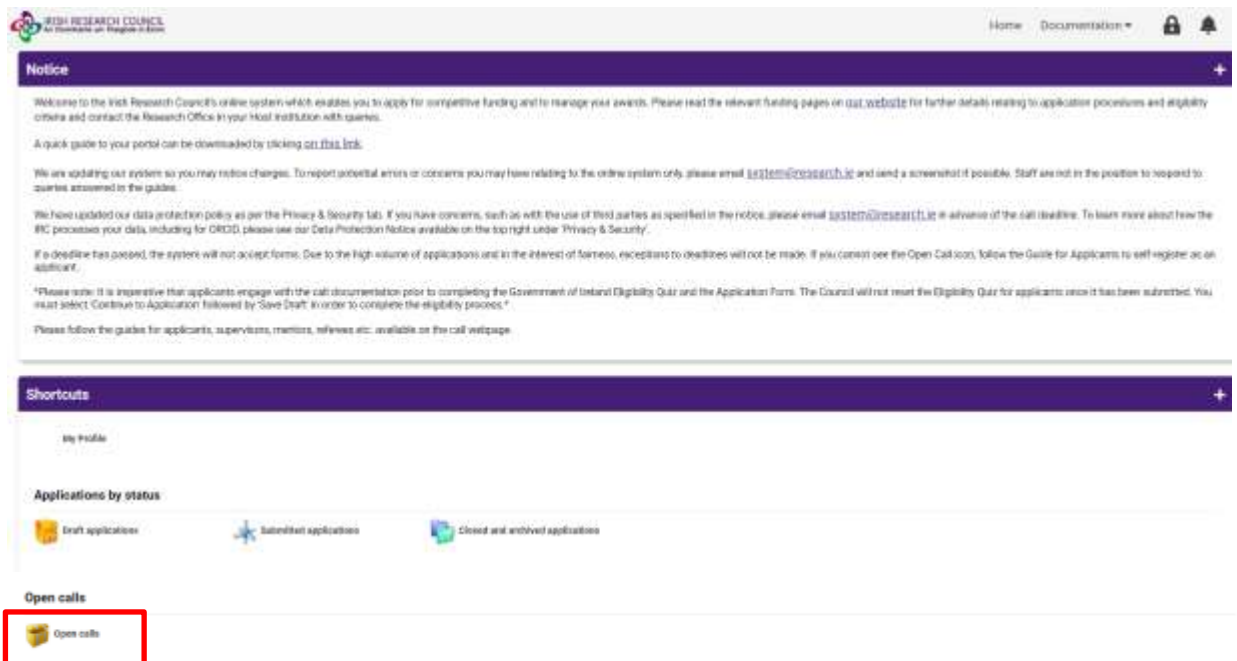 IRISH RESEARCH COUNCIL
An Chomhairle um Thaighde in Éirinn
Home Documentation
Notice
Welcome to the Irish Research Council's online system which enables you to apply for competitive funding and to manage your awards. Please read the relevant funding pages on our website for further details relating to application procedures and eligibility
criteria and contact the Research Office in your Host Institution with queries.
A quick guide to your portal can be downloaded by clicking on this link.
We are updating our system so you may notice changes. To report potential errors or concerns you may have relating to the online system only, please email system@research.ie and send a screenshot if possible. Staff are not in the position to respond to
queries answered in the guides.
We have updated our data protection policy as per the Privacy & Security tab. If you have concerns, such as with the use of third parties as specified in the notice, please email system@research.ie in advance of the call deadline. To learn more about how the
IRC processes your data, including for ORCID, please see our Data Protection Notice available on the top right under 'Privacy & Security'.
If a deadline has passed, the system will not accept forms. Due to the high volume of applications and in the interest of fairness, exceptions to deadlines will not be made. If you cannot see the Open Call icon, follow the Guide for Applicants to self-register as an
applicant.
*Please note: It is imperative that applicants engage with the call documentation prior to completing the Government of Ireland Eligibility Quiz and the Application Form. The Council will not reset the Eligibility Quiz for applicants once it has been submitted. You
must select 'Continue to Application' followed by 'Save Draft' in order to complete the eligibility process.*
Please follow the guides for applicants, supervisors, mentors, referees etc. available on the call webpage.
Shortcuts
My Profile
Applications by status
Draft applications Submitted applications Closed and archived applications
Open calls
Open calls